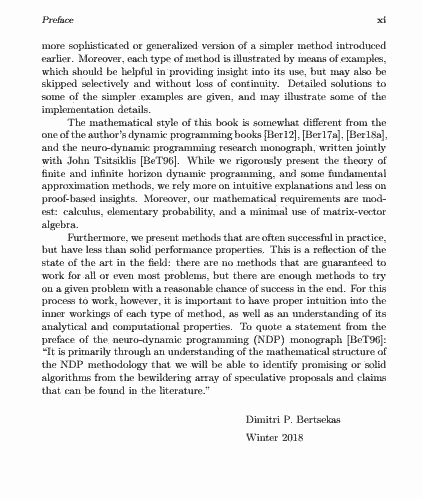 Preface xi
more sophisticated or generalized version of a simpler method introduced
earlier. Moreover, each type of method is illustrated by means of examples,
which should be helpful in providing insight into its use, but may also be
skipped selectively and without loss of continuity. Detailed solutions to
some of the simpler examples are given, and may illustrate some of the
implementation details.
The mathematical style of this book is somewhat different from the
one of the author's dynamic programming books [Ber12], [Ber17a], [Ber18a],
and the neuro-dynamic programming research monograph, written jointly
with John Tsitsiklis [BeT96]. While we rigorously present the theory of
finite and infinite horizon dynamic programming, and some fundamental
approximation methods, we rely more on intuitive explanations and less on
proof-based insights. Moreover, our mathematical requirements are mod-
est: calculus, elementary probability, and a minimal use of matrix-vector
algebra.
Furthermore, we present methods that are often successful in practice,
but have less than solid performance properties. This is a reflection of the
state of the art in the field: there are no methods that are guaranteed to
work for all or even most problems, but there are enough methods to try
on a given problem with a reasonable chance of success in the end. For this
process to work, however, it is important to have proper intuition into the
inner workings of each type of method, as well as an understanding of its
analytical and computational properties. To quote a statement from the
preface of the neuro-dynamic programming (NDP) monograph [BeT96]:
“It is primarily through an understanding of the mathematical structure of
the NDP methodology that we will be able to identify promising or solid
algorithms from the bewildering array of speculative proposals and claims
that can be found in the literature.”
Dimitri P. Bertsekas
Winter 2018